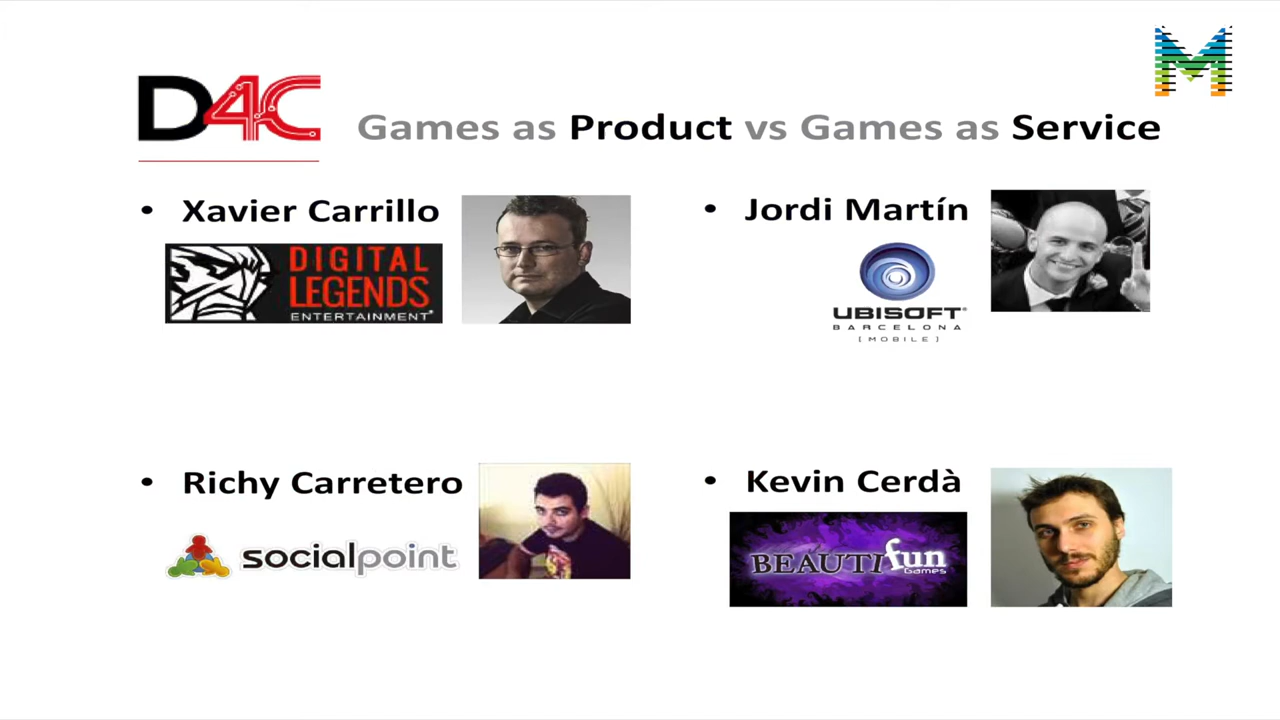 D4C
Games as Product vs Games as Service
M
• Xavier Carrillo
DIGITAL
LEGENDS
ENTERTAINMENT
• Jordi Martín
UBISOFT
BARCELONA
[MOBILE]
• Richy Carretero
socialpoint
• Kevin Cerdà
BEAUTIfun
Games